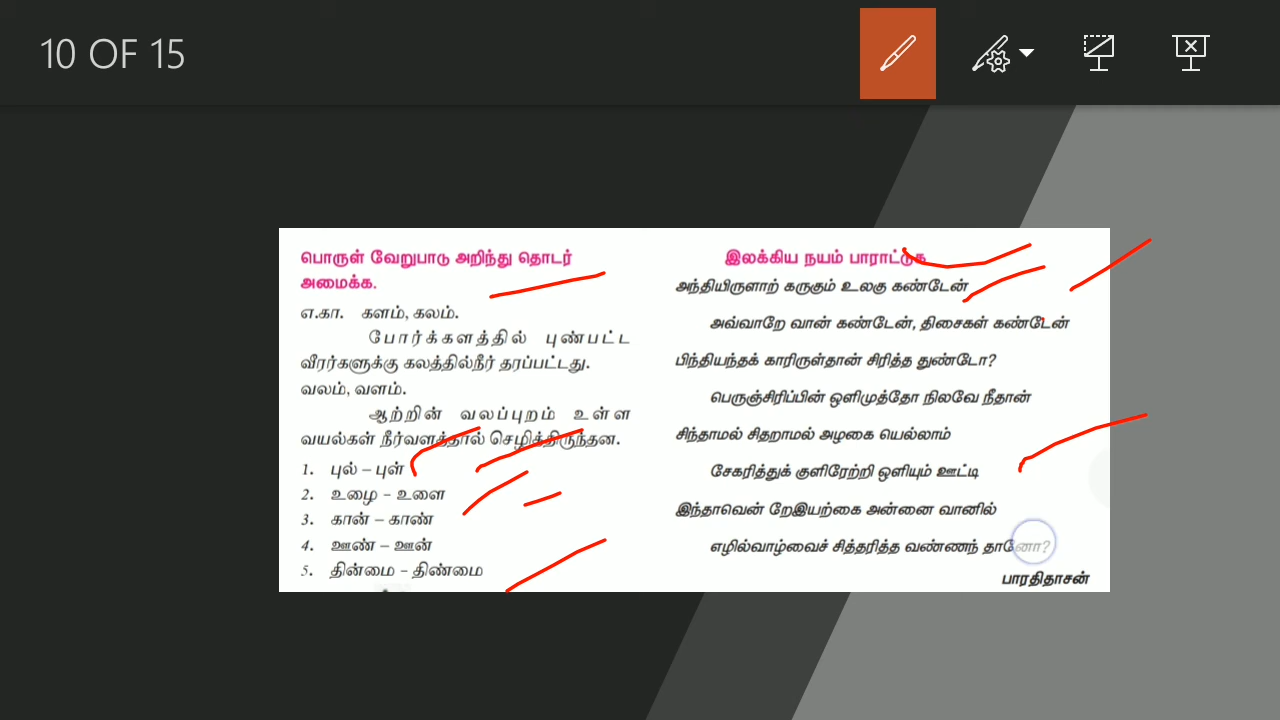 10 OF 15
பொருள் வேறுபாடு அறிந்து தொடர்
அமைக்க.
எ.கா. களம், கலம்.
போர்க்களத்தில் புண்பட்ட
வீரர்களுக்கு கலத்தில்நீர் தரப்பட்டது.
வலம், வளம்.
ஆற்றின் வலப்புறம் உள்ள
வயல்கள் நீர்வளத்தால் செழித்திருந்தன.
1. புல் – புள்
2. உழை – உளை
3. கான் – காண்
4. ஊண் – ஊன்
5. தின்மை – திண்மை
இலக்கிய நயம் பாராட்டுக
அந்தியிருளாற் கருகும் உலகு கண்டேன்
அவ்வாறே வான் கண்டேன், திசைகள் கண்டேன்
பிந்தியந்தக் காரிருள்தான் சிரித்த துண்டோ?
பெருஞ்சிரிப்பின் ஒளிமுத்தோ நிலவே நீதான்
சிந்தாமல் சிதறாமல் அழகை யெல்லாம்
சேகரித்துக் குளிரேற்றி ஒளியும் ஊட்டி
இந்தாவென் றேஇயற்கை அன்னை வானில்
எழில்வாழ்வைச் சித்தரித்த வண்ணந் தானோ?
பாரதிதாசன்